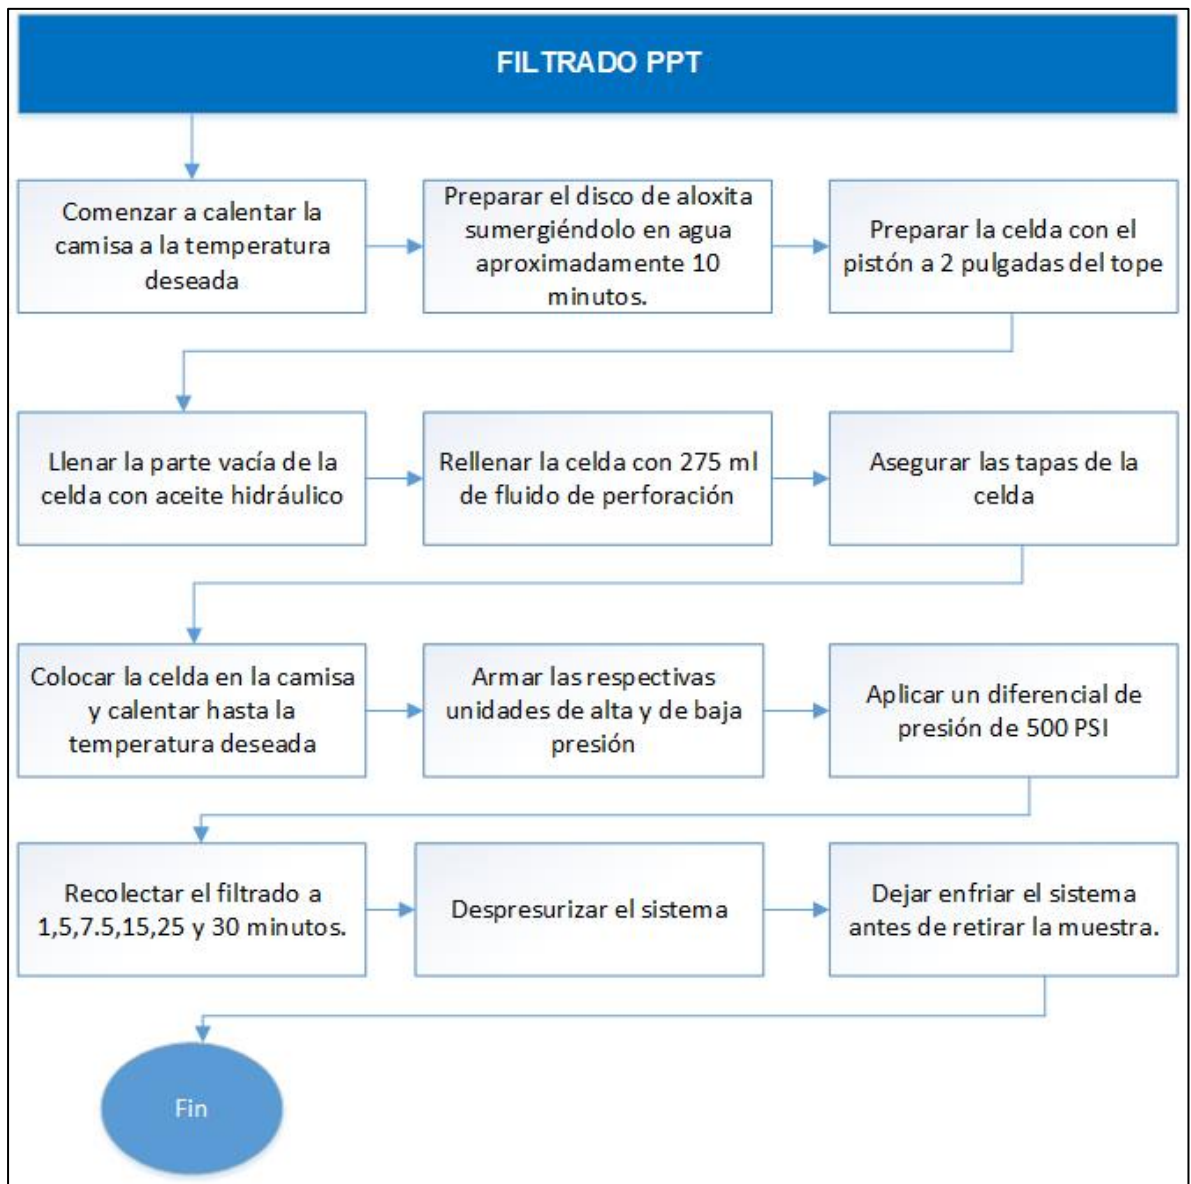 FILTRADO PPT
Comenzar a calentar la
camisa a la temperatura
deseada
Preparar el disco de aloxita
sumergiéndolo en agua
aproximadamente 10
minutos.
Preparar la celda con el
pistón a 2 pulgadas del tope
Llenar la parte vacía de la
celda con aceite hidráulico
Rellenar la celda con 275 ml
de fluido de perforación
Asegurar las tapas de la
celda
Colocar la celda en la camisa
y calentar hasta la
temperatura deseada
Armar las respectivas
unidades de alta y de baja
presión
Aplicar un diferencial de
presión de 500 PSI
Recolectar el filtrado a
1,5,7.5,15,25 y 30 minutos.
Despresurizar el sistema
Dejar enfriar el sistema
antes de retirar la muestra.
Fin